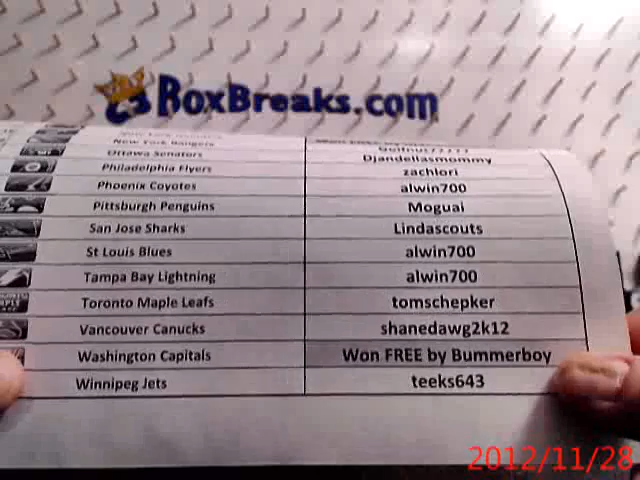 BoxBreaks.com
New York Rangers
Ottawa Senators Djandellasmommy
Philadelphia Flyers zachlori
Phoenix Coyotes alwin700
Pittsburgh Penguins Moguai
San Jose Sharks Lindascouts
St Louis Blues alwin700
Tampa Bay Lightning alwin700
Toronto Maple Leafs tomschepker
Vancouver Canucks shanedawg2k12
Washington Capitals Won FREE by Bummerboy
Winnipeg Jets teeks643
2012/11/28